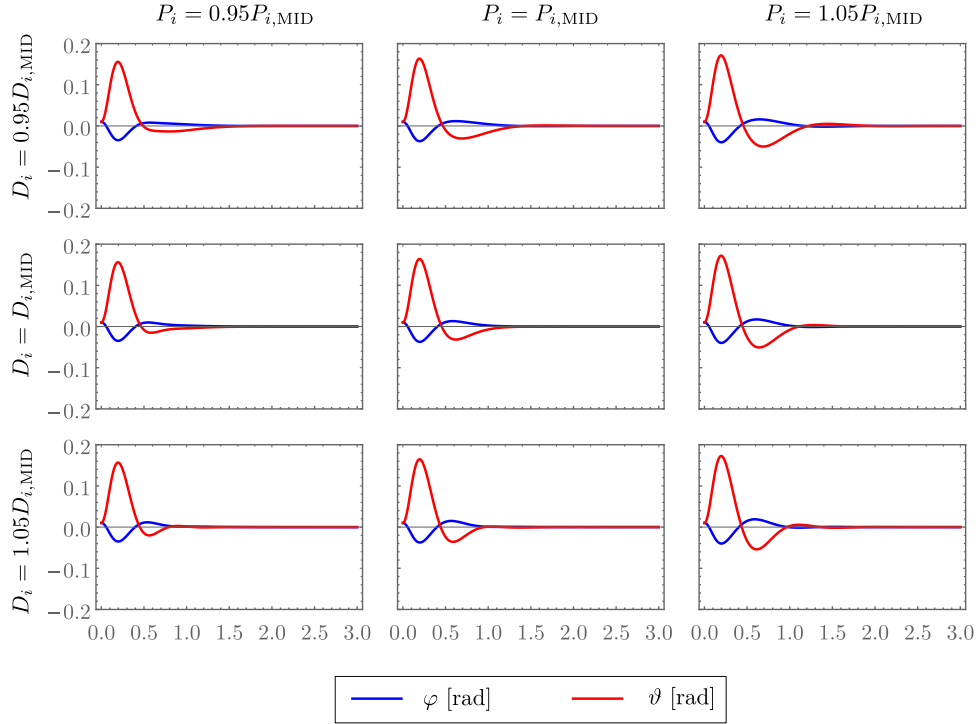 P_i = 0.95P_{i,MID} P_i = P_{i,MID} P_i = 1.05P_{i,MID}
D_i = 0.95D_{i,MID}
0.2
0.1
0.0
−0.1
−0.2
D_i = D_{i,MID}
0.2
0.1
0.0
−0.1
−0.2
D_i = 1.05D_{i,MID}
0.2
0.1
0.0
−0.1
−0.2
0.0 0.5 1.0 1.5 2.0 2.5 3.0 0.0 0.5 1.0 1.5 2.0 2.5 3.0 0.0 0.5 1.0 1.5 2.0 2.5 3.0
φ [rad] ϑ [rad]